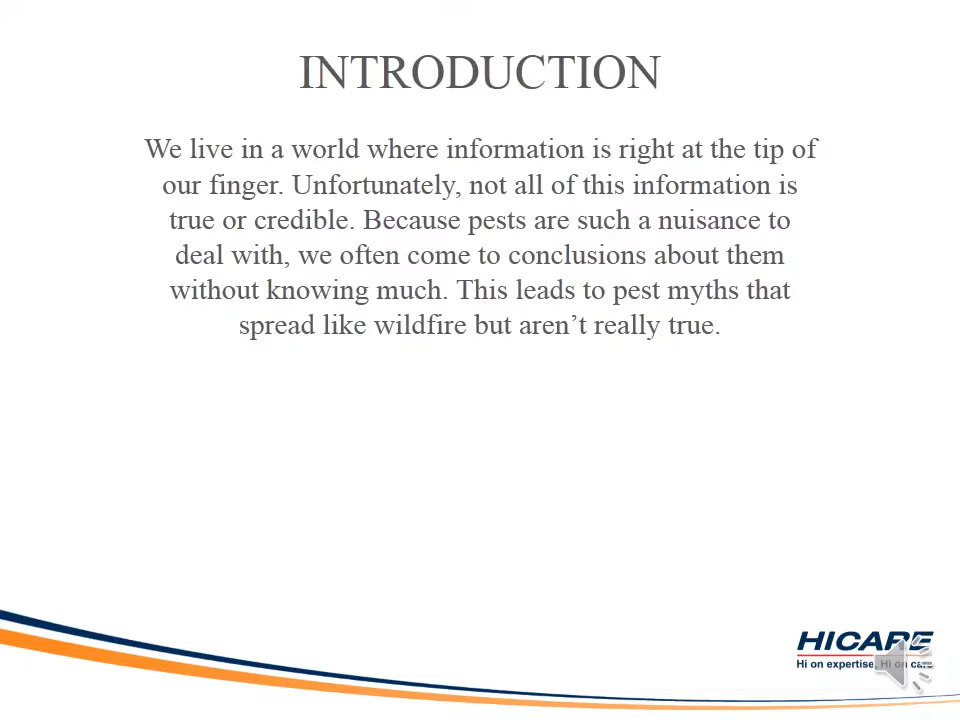 INTRODUCTION
We live in a world where information is right at the tip of
our finger. Unfortunately, not all of this information is
true or credible. Because pests are such a nuisance to
deal with, we often come to conclusions about them
without knowing much. This leads to pest myths that
spread like wildfire but aren’t really true.
HICARE
Hi on expertise. Hi on care